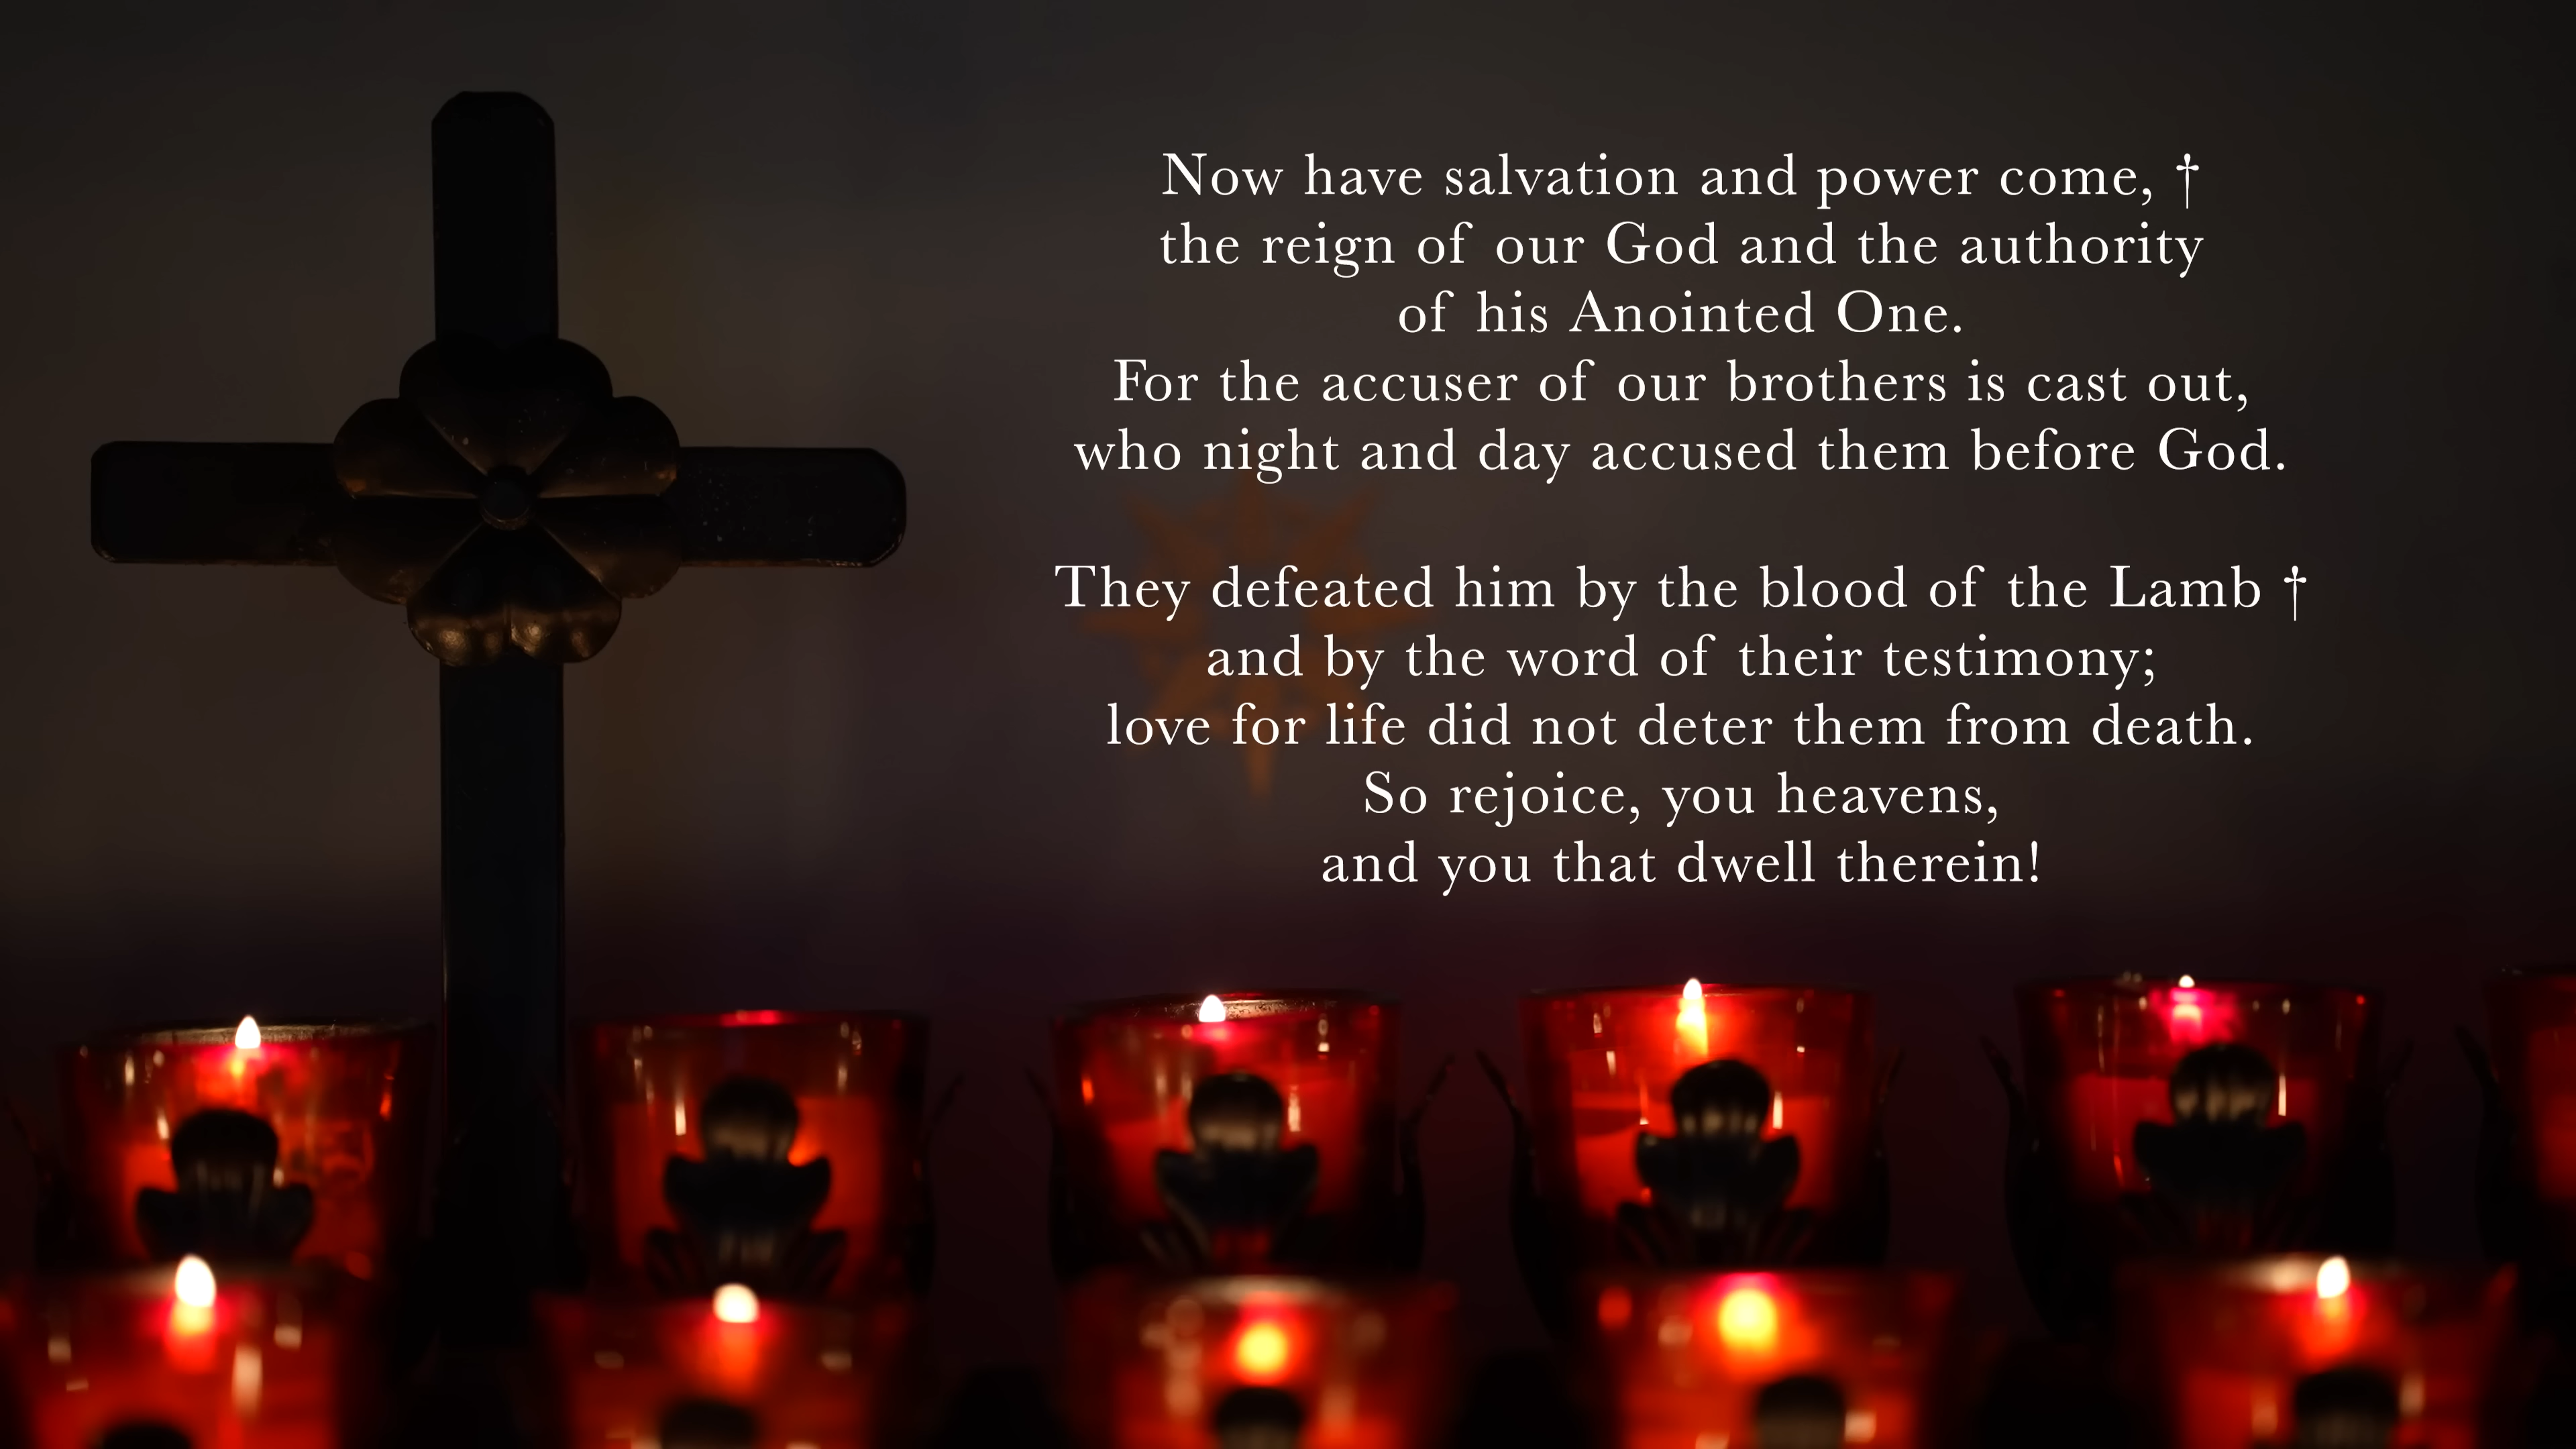 Now have salvation and power come, †
the reign of our God and the authority
of his Anointed One.
For the accuser of our brothers is cast out,
who night and day accused them before God.
They defeated him by the blood of the Lamb †
and by the word of their testimony;
love for life did not deter them from death.
So rejoice, you heavens,
and you that dwell therein!